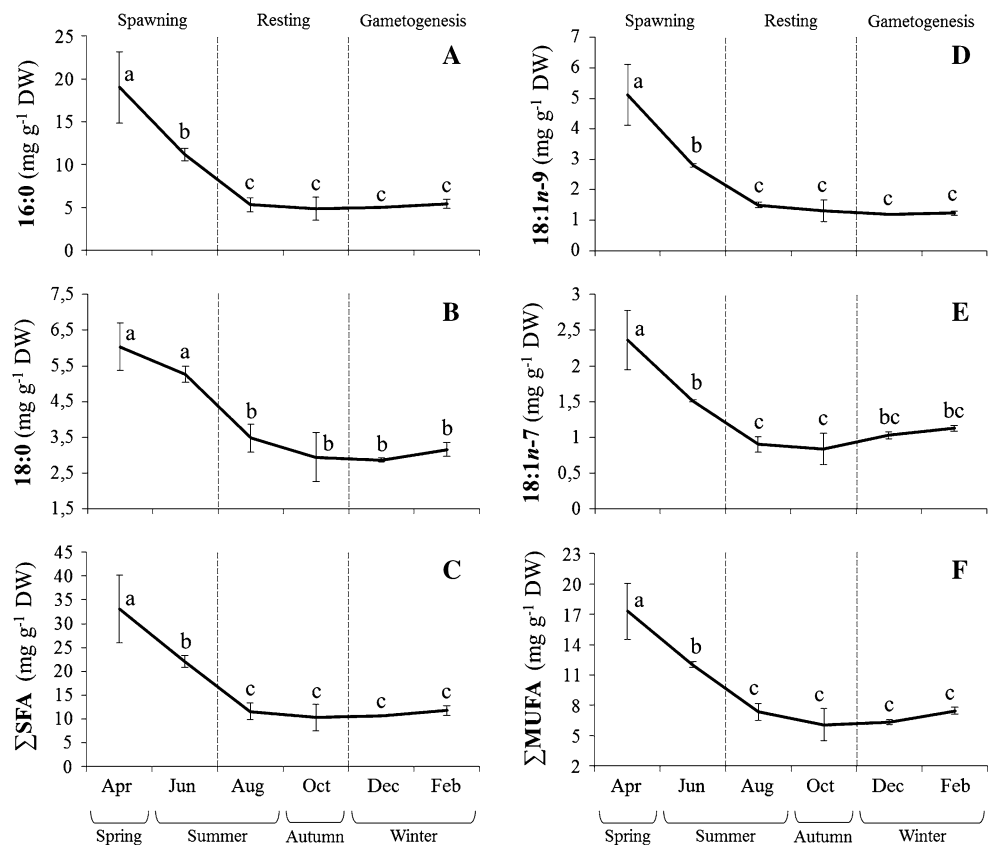 Spawning Resting Gametogenesis
A
16:0 (mg g⁻¹ DW)
25
20
15
10
5
0
a
b
c
c
c
c
B
18:0 (mg g⁻¹ DW)
7,5
6,5
5,5
4,5
3,5
2,5
1,5
a
a
b
b
b
b
C
∑SFA (mg g⁻¹ DW)
45
40
35
30
25
20
15
10
5
0
a
b
c
c
c
c
Apr Jun Aug Oct Dec Feb
Spring Summer Autumn Winter
Spawning Resting Gametogenesis
D
18:1n-9 (mg g⁻¹ DW)
7
6
5
4
3
2
1
0
a
b
c
c
c
c
E
18:1n-7 (mg g⁻¹ DW)
3
2,5
2
1,5
1
0,5
0
a
b
c
c
bc
bc
F
∑MUFA (mg g⁻¹ DW)
23
20
17
14
11
8
5
2
a
b
c
c
c
c
Apr Jun Aug Oct Dec Feb
Spring Summer Autumn Winter